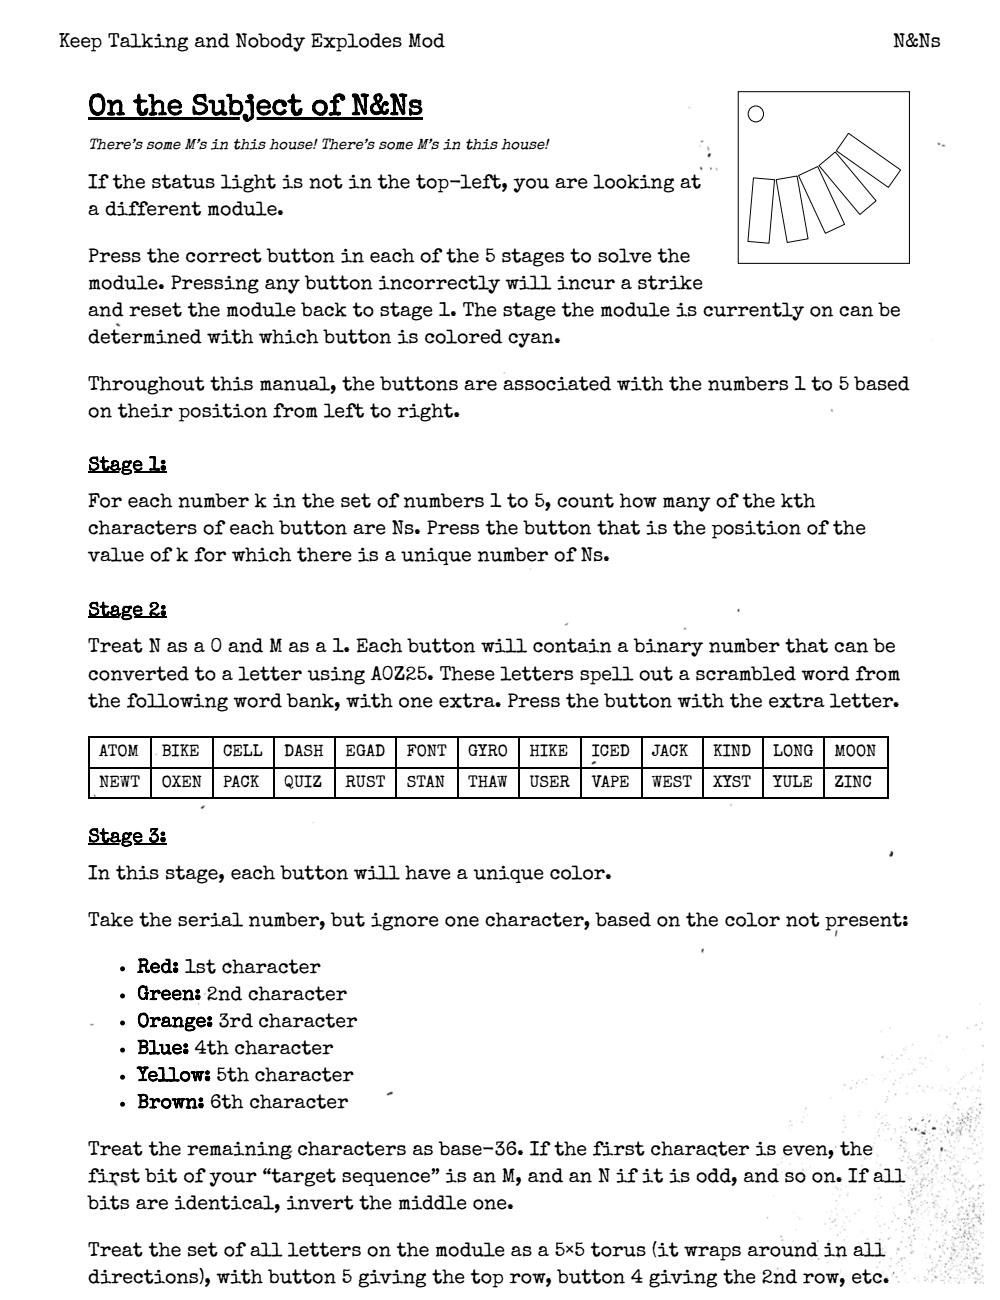 Keep Talking and Nobody Explodes Mod N&Ns
On the Subject of N&Ns
There's some M's in this house! There's some M's in this house!
If the status light is not in the top-left, you are looking at
a different module.
Press the correct button in each of the 5 stages to solve the
module. Pressing any button incorrectly will incur a strike
and reset the module back to stage 1. The stage the module is currently on can be
determined with which button is colored cyan.
Throughout this manual, the buttons are associated with the numbers 1 to 5 based
on their position from left to right.
Stage 1:
For each number k in the set of numbers 1 to 5, count how many of the kth
characters of each button are Ns. Press the button that is the position of the
value of k for which there is a unique number of Ns.
Stage 2:
Treat N as a 0 and M as a 1. Each button will contain a binary number that can be
converted to a letter using A0Z25. These letters spell out a scrambled word from
the following word bank, with one extra. Press the button with the extra letter.
ATOM BIKE CELL DASH EGAD FONT GYRO HIKE ICED JACK KIND LONG MOON
NEWT OXEN PACK QUIZ RUST STAN THAW USER VAPE WEST XYST YULE ZINC
Stage 3:
In this stage, each button will have a unique color.
Take the serial number, but ignore one character, based on the color not present:
• Red: 1st character
• Green: 2nd character
• Orange: 3rd character
• Blue: 4th character
• Yellow: 5th character
• Brown: 6th character
Treat the remaining characters as base-36. If the first character is even, the
first bit of your “target sequence” is an M, and an N if it is odd, and so on. If all
bits are identical, invert the middle one.
Treat the set of all letters on the module as a 5×5 torus (it wraps around in all
directions), with button 5 giving the top row, button 4 giving the 2nd row, etc.